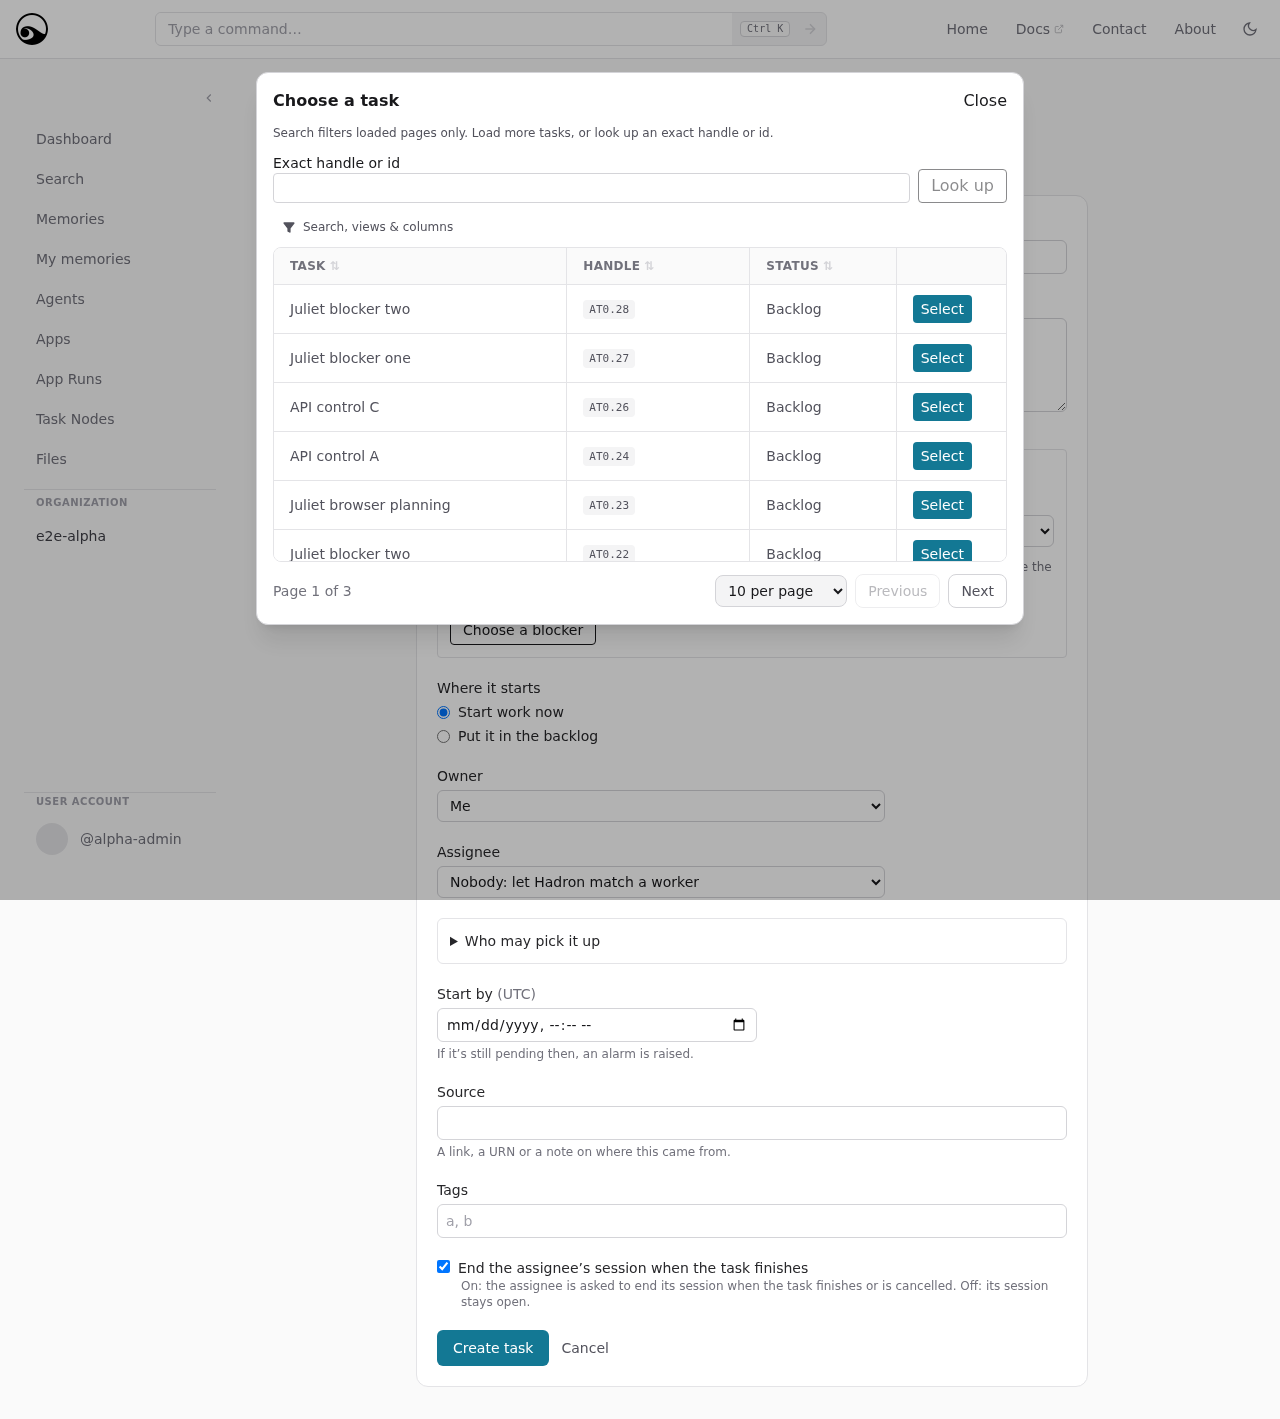 Type a command...
Ctrl K
Home
Docs
Contact
About
Dashboard
Search
Memories
My memories
Agents
Apps
App Runs
Task Nodes
Files
ORGANIZATION
e2e-alpha
USER ACCOUNT
@alpha-admin
Choose a task
Close
Search filters loaded pages only. Load more tasks, or look up an exact handle or id.
Exact handle or id
Look up
Search, views & columns
TASK HANDLE STATUS
Juliet blocker two AT0.28 Backlog Select
Juliet blocker one AT0.27 Backlog Select
API control C AT0.26 Backlog Select
API control A AT0.24 Backlog Select
Juliet browser planning AT0.23 Backlog Select
Juliet blocker two AT0.22 Backlog Select
Page 1 of 3
10 per page
Previous
Next
e the
Choose a blocker
Where it starts
Start work now
Put it in the backlog
Owner
Me
Assignee
Nobody: let Hadron match a worker
Who may pick it up
Start by (UTC)
mm/dd/yyyy, --:-- --
If it’s still pending then, an alarm is raised.
Source
A link, a URN or a note on where this came from.
Tags
a, b
End the assignee’s session when the task finishes
On: the assignee is asked to end its session when the task finishes or is cancelled. Off: its session
stays open.
Create task
Cancel